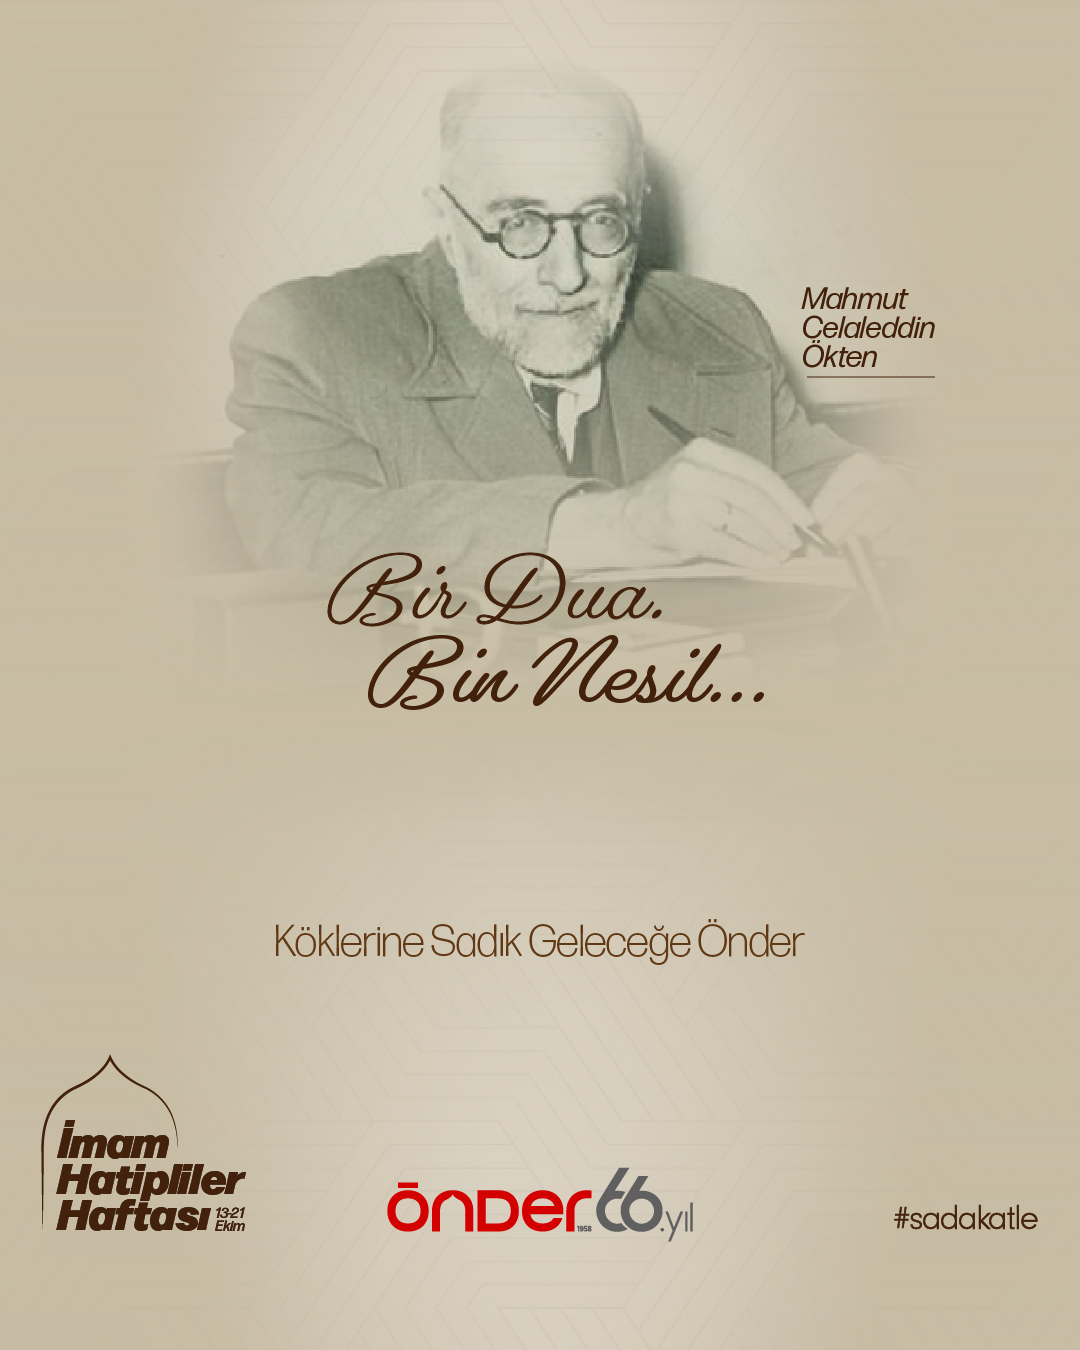 Mahmut
Celaleddin
Ökten
Bir Dua.
Bin Nesil...
Köklerine Sadık Geleceğe Önder
İmam
Hatipliler
Haftası 13-21 Ekim
önder 1958 66.yıl
#sadakatle